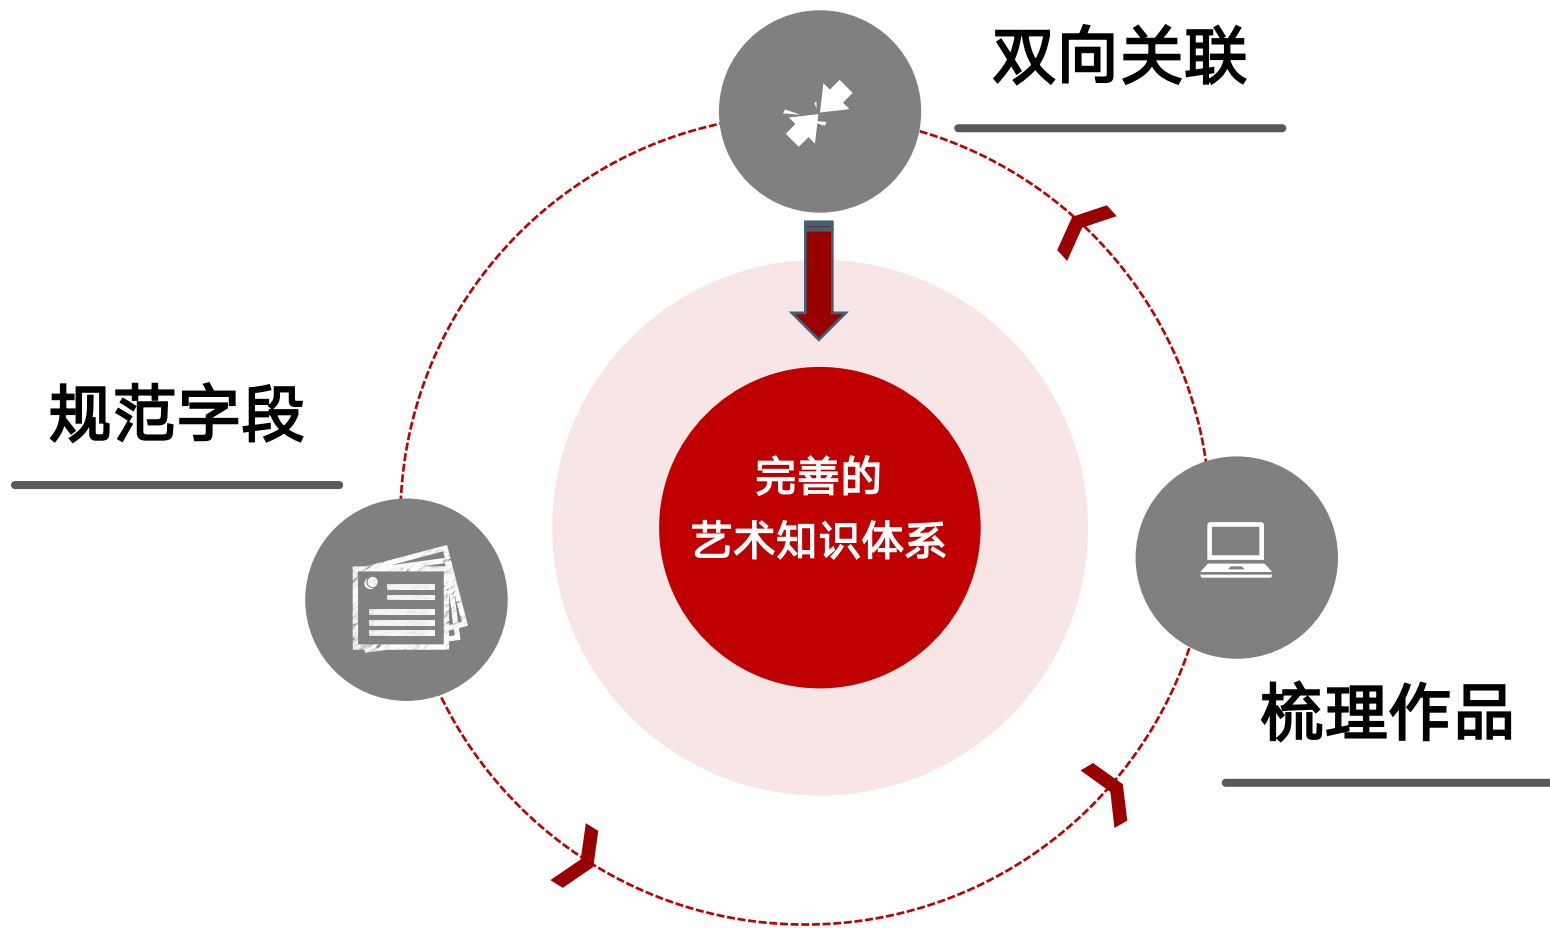 双向关联
规范字段
完善的
艺术知识体系
梳理作品